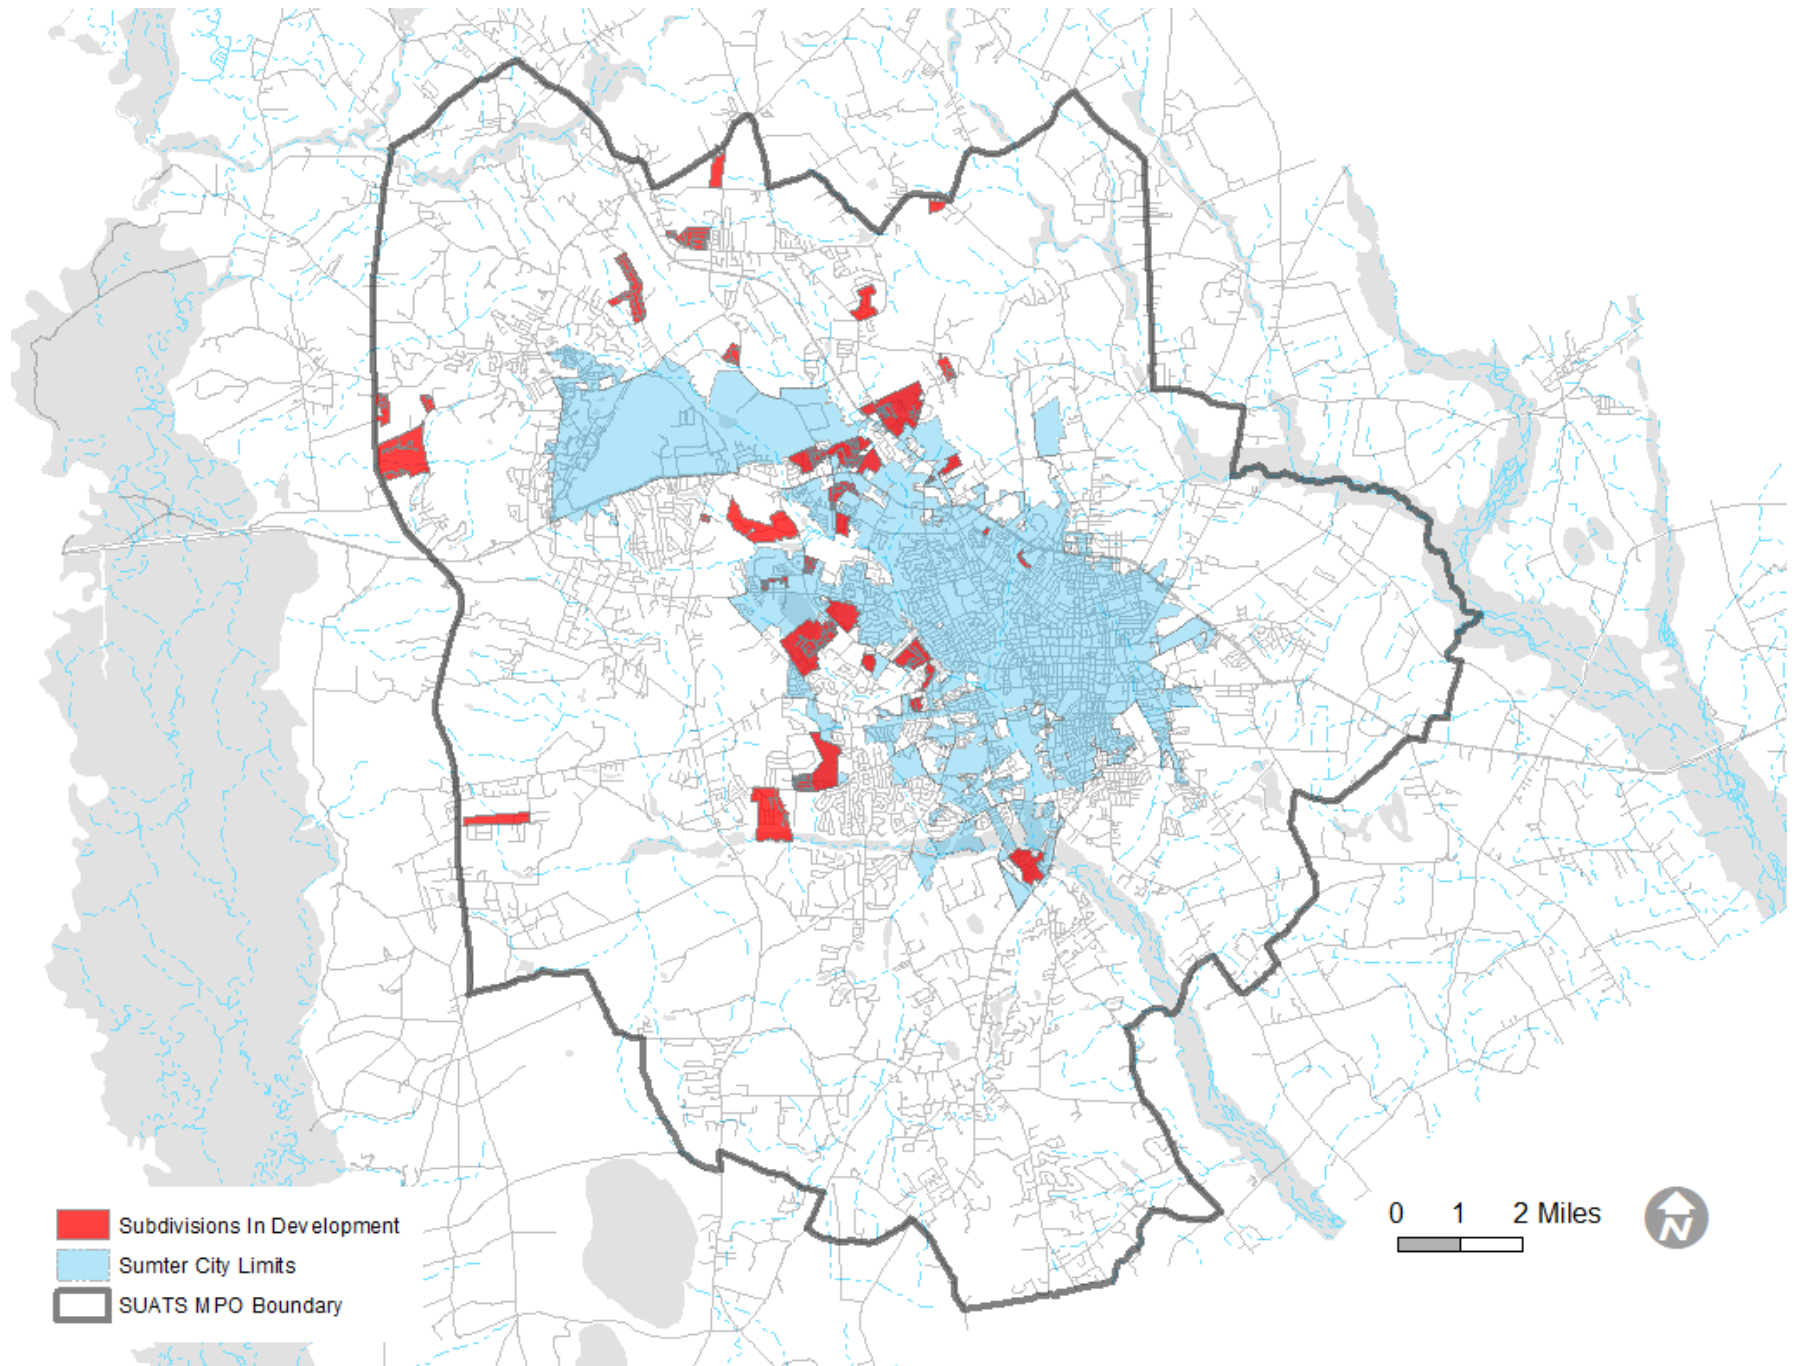 Subdivisions In Development
Sumter City Limits
SUATS MPO Boundary
0 1 2 Miles
N